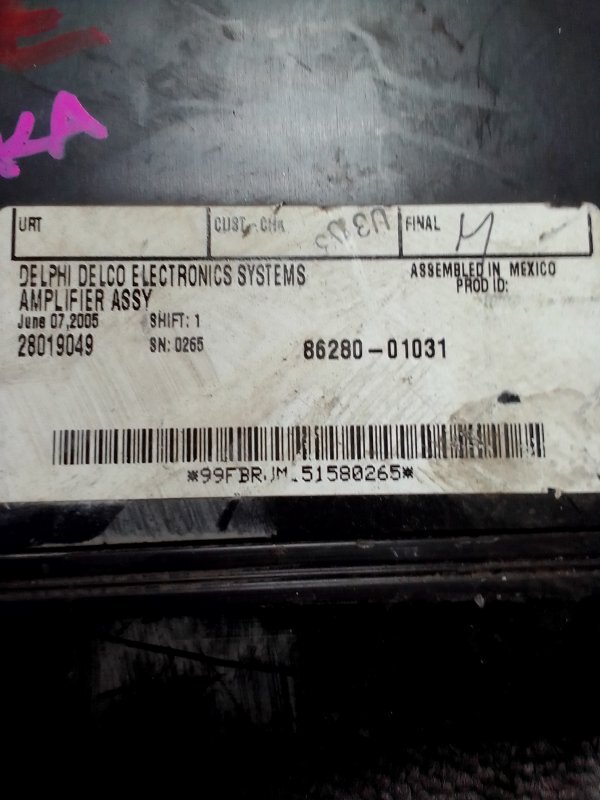 KA
URT
CUST. CHK
FINAL M
DELPHI DELCO ELECTRONICS SYSTEMS
ASSEMBLED IN MEXICO
AMPLIFIER ASSY
PROD ID:
June 07,2005 SHIFT: 1
28019049 SN: 0265 86280-01031
*99FBRJM.51580265*